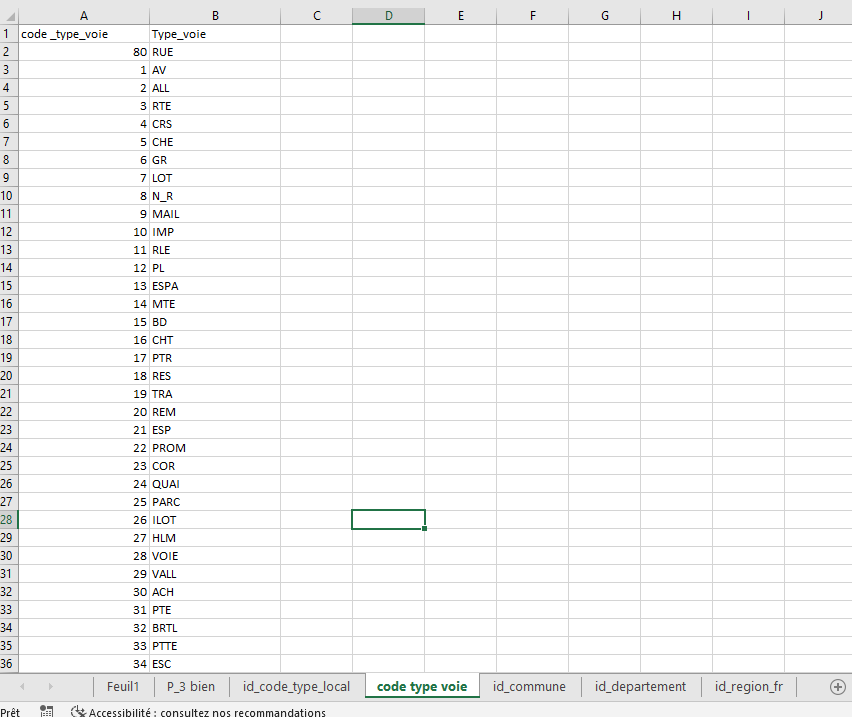 A B C D E F G H I J
1 code _type_voie Type_voie
2 80 RUE
3 1 AV
4 2 ALL
5 3 RTE
6 4 CRS
7 5 CHE
8 6 GR
9 7 LOT
10 8 N_R
11 9 MAIL
12 10 IMP
13 11 RLE
14 12 PL
15 13 ESPA
16 14 MTE
17 15 BD
18 16 CHT
19 17 PTR
20 18 RES
21 19 TRA
22 20 REM
23 21 ESP
24 22 PROM
25 23 COR
26 24 QUAI
27 25 PARC
28 26 ILOT
29 27 HLM
30 28 VOIE
31 29 VALL
32 30 ACH
33 31 PTE
34 32 BRTL
35 33 PTTE
36 34 ESC
Feuil1 P_3 bien id_code_type_local code type voie id_commune id_departement id_region_fr
Prêt Accessibilité : consultez nos recommandations